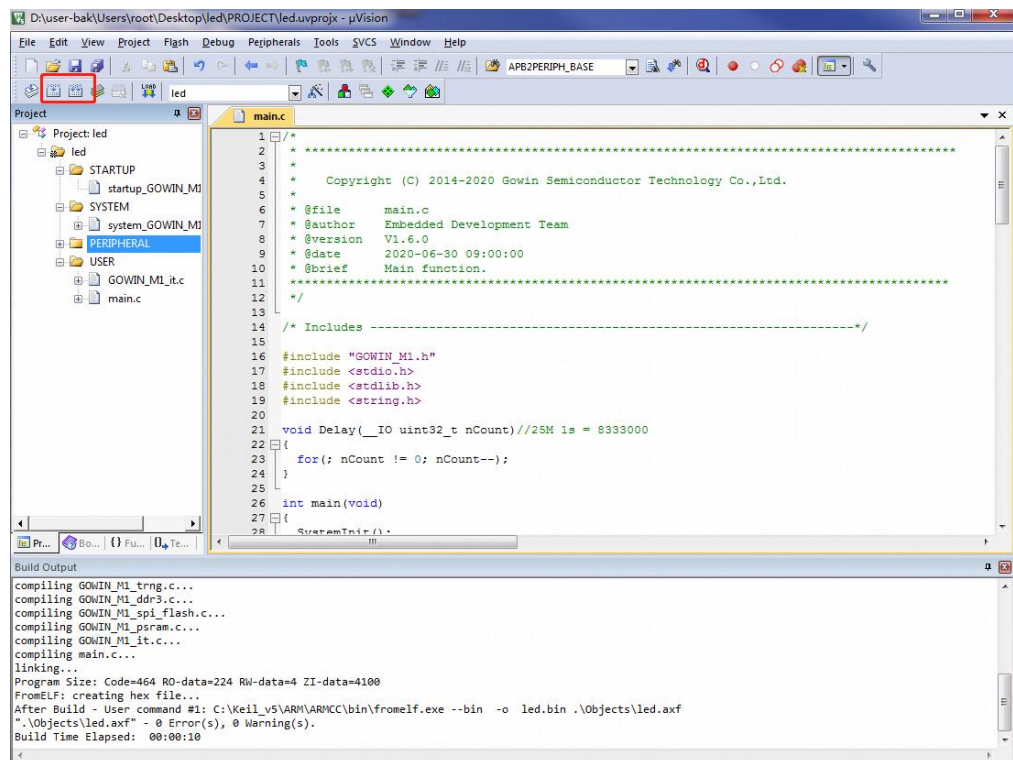 D:\user-bak\Users\root\Desktop\led\PROJECT\led.uvprojx - µVision
File Edit View Project Flash Debug Peripherals Tools SVCS Window Help
APB2PERIPH_BASE
LOAD led
Project
main.c
Project: led
led
STARTUP
startup_GOWIN_M1
SYSTEM
system_GOWIN_M1
PERIPHERAL
USER
GOWIN_M1_it.c
main.c
1 /*
2 * ******************************************************************************************
3 *
4 * Copyright (C) 2014-2020 Gowin Semiconductor Technology Co.,Ltd.
5 *
6 * @file main.c
7 * @author Embedded Development Team
8 * @version V1.6.0
9 * @date 2020-06-30 09:00:00
10 * @brief Main function.
11 ******************************************************************************************
12 */
13
14 /* Includes ------------------------------------------------------------------*/
15
16 #include "GOWIN_M1.h"
17 #include <stdio.h>
18 #include <stdlib.h>
19 #include <string.h>
20
21 void Delay(__IO uint32_t nCount)//25M 1s = 8333000
22 {
23 for(; nCount != 0; nCount--);
24 }
25
26 int main(void)
27 {
28 SystemInit();
Pr... Bo... {} Fu... 0 Te...
Build Output
compiling GOWIN_M1_trng.c...
compiling GOWIN_M1_ddr3.c...
compiling GOWIN_M1_spi_flash.c...
compiling GOWIN_M1_psram.c...
compiling GOWIN_M1_it.c...
compiling main.c...
linking...
Program Size: Code=464 RO-data=224 RW-data=4 ZI-data=4100
FromELF: creating hex file...
After Build - User command #1: C:\Keil_v5\ARM\ARMCC\bin\fromelf.exe --bin -o led.bin .\Objects\led.axf
".\Objects\led.axf" - 0 Error(s), 0 Warning(s).
Build Time Elapsed: 00:00:10